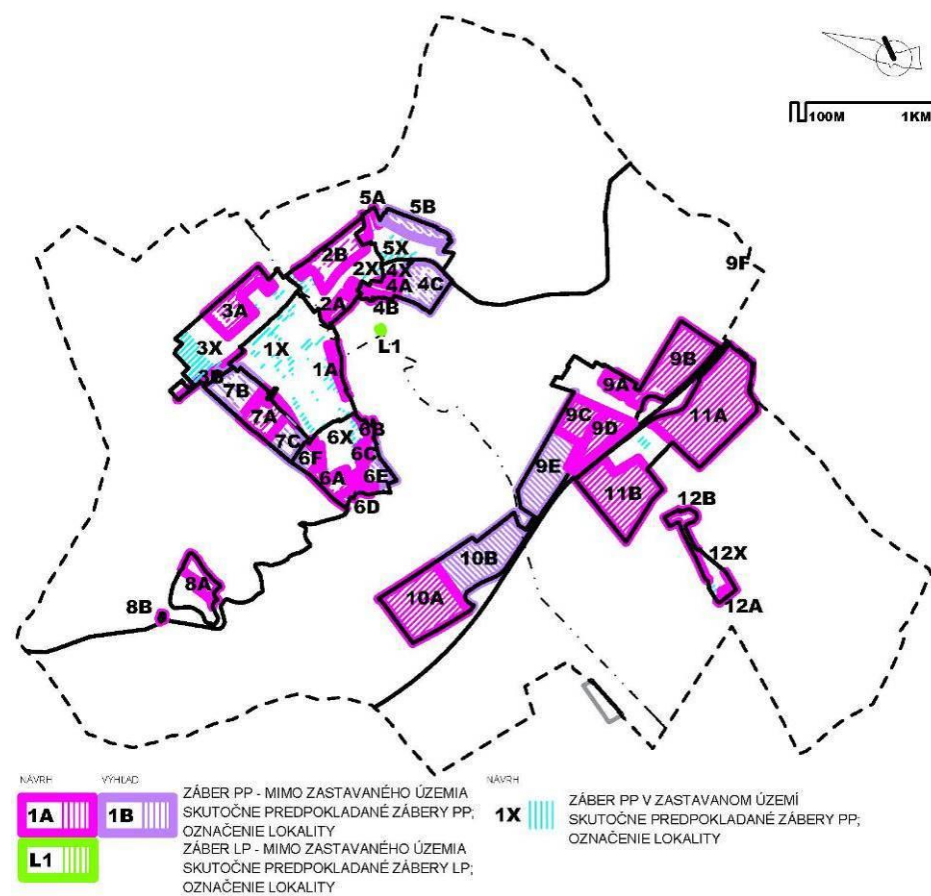 100M 1KM
5A
5B
2B
5X
9F
2X
4X
4C
4A
3A
2A
4B
L1
3X
1X
1A
3B
7B
9B
9A
11A
7A
9C
9D
6B
7C
6X
6F
6C
9E
6A
6E
11B
6D
12B
10B
12X
8A
10A
8B
12A
NÁVRH VÝHĽAD NÁVRH
1A 1B
ZÁBER PP - MIMO ZASTAVANÉHO ÚZEMIA
SKUTOČNE PREDPOKLADANÉ ZÁBERY PP;
OZNAČENIE LOKALITY
L1
ZÁBER LP - MIMO ZASTAVANÉHO ÚZEMIA
SKUTOČNE PREDPOKLADANÉ ZÁBERY LP;
OZNAČENIE LOKALITY
1X
ZÁBER PP V ZASTAVANOM ÚZEMÍ
SKUTOČNE PREDPOKLADANÉ ZÁBERY PP;
OZNAČENIE LOKALITY